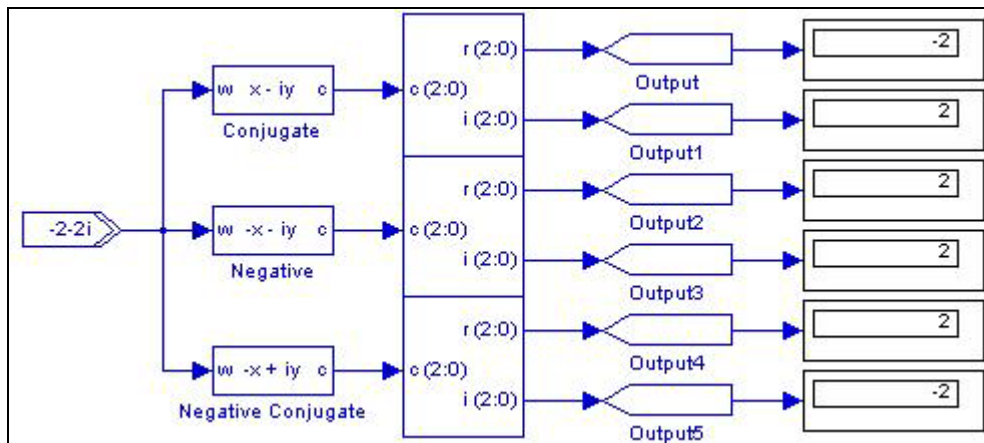 r (2:0)
-2
w x - iy c
c (2:0)
Output
Conjugate
i (2:0)
2
Output1
r (2:0)
2
-2-2i
w -x - iy c
c (2:0)
Output2
Negative
i (2:0)
2
Output3
r (2:0)
2
w -x + iy c
c (2:0)
Output4
Negative Conjugate
i (2:0)
-2
Output5